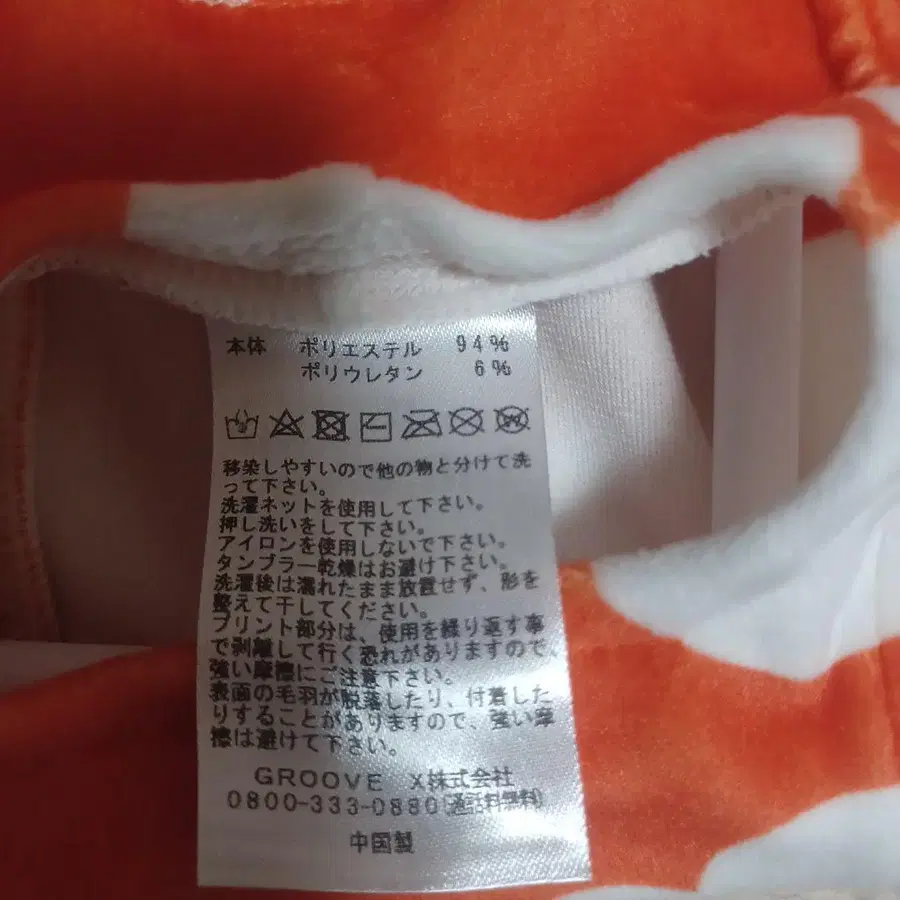 本体 ポリエステル 94%
ポリウレタン 6%
移染しやすいので他の物と分けて洗
って下さい。
洗濯ネットを使用して下さい。
押し洗いをして下さい。
アイロンを使用しないで下さい。
タンブラー乾燥はお避け下さい。
洗濯後は濡れたまま放置せず、形を
整えて干してください。
プリント部分は、使用を繰り返す事
で剥離して行く恐れがありますので、
強い摩擦にご注意下さい。
表面の毛羽が脱落したり、付着した
りすることがありますので、強い摩
擦は避けて下さい。
GROOVE X株式会社
0800-333-0880(通話料無料)
中国製